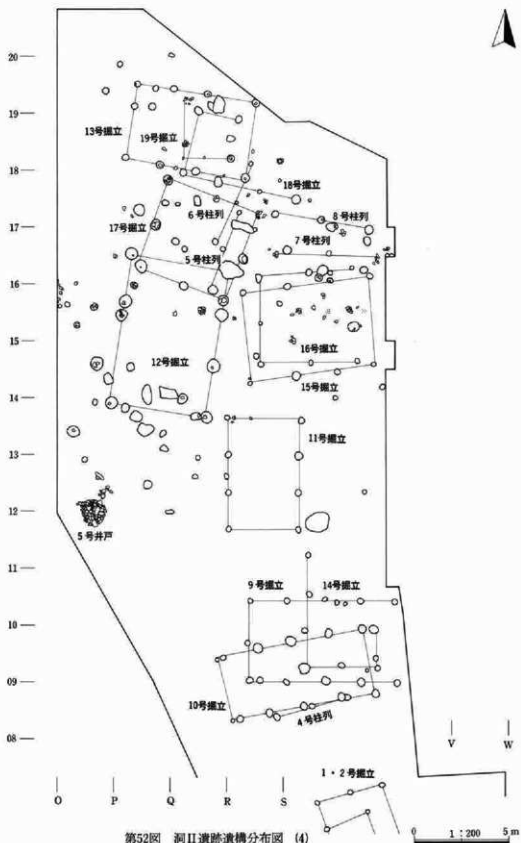 20
19
13号掘立
19号掘立
18
18号掘立
6号柱列
8号柱列
17号掘立
17
7号柱列
5号柱列
16
16号掘立
15
12号掘立
15号掘立
14
11号掘立
13
12
5号井戸
11
9号掘立
14号掘立
10
09
10号掘立
4号柱列
08
V W
O P Q R S
1・2号掘立
0 1:200 5m
第52図 洞Ⅱ遺跡遺構分布図 (4)